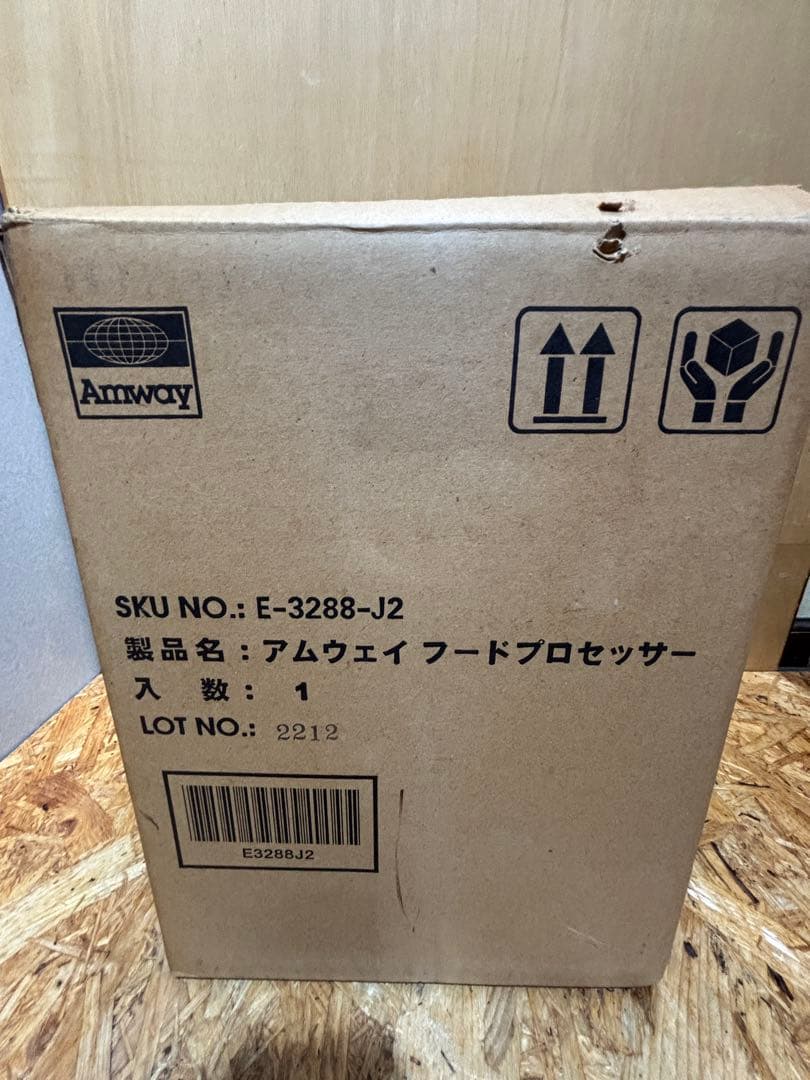 Amway
SKU NO.: E-3288-J2
製品名：アムウェイ フードプロセッサー
入　数：　1
LOT NO.: 2212
E3288J2